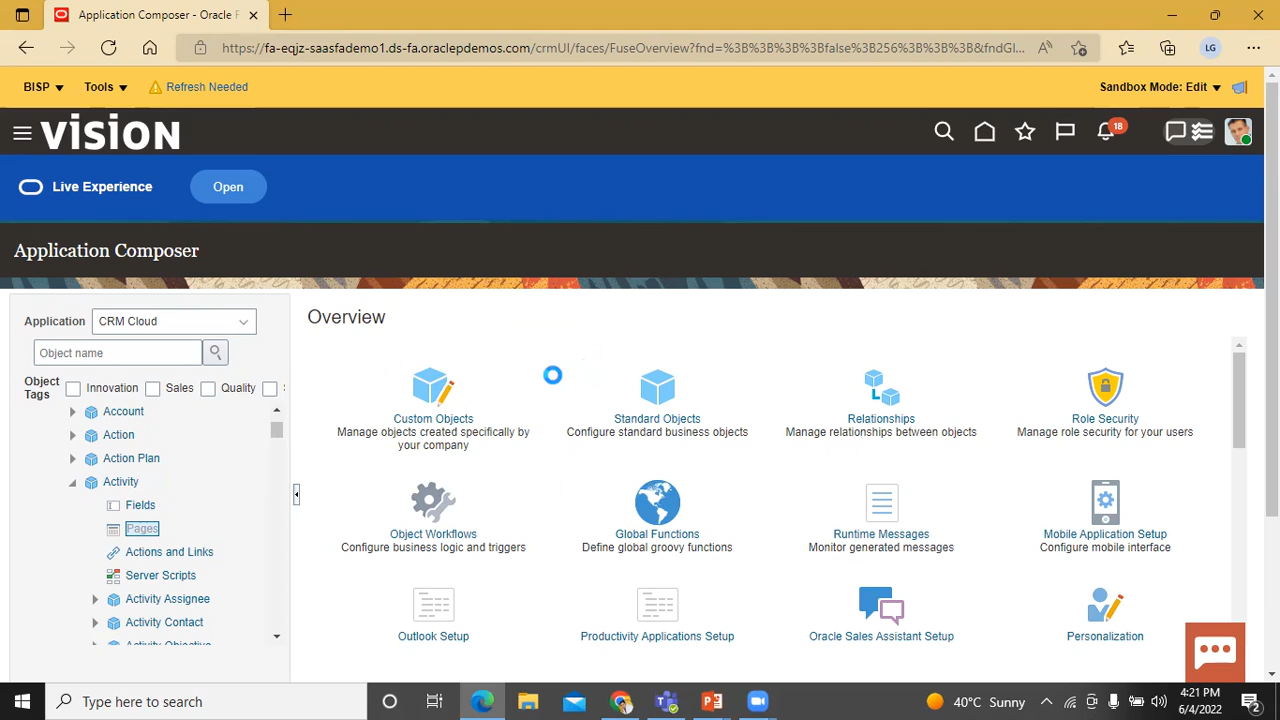 Application Composer - Oracle F
https://fa-eqjz-saasfademo1.ds-fa.oraclepdemos.com/crmUI/faces/FuseOverview?fnd=%3B%3B%3B%3Bfalse%3B256%3B%3B%3B&fndGl...
LG
BISP
Tools
Refresh Needed
Sandbox Mode: Edit
vision
18
Live Experience
Open
Application Composer
Application
CRM Cloud
Object name
Object Tags
Innovation
Sales
Quality
Account
Action
Action Plan
Activity
Fields
Pages
Actions and Links
Server Scripts
Activity Assignee
Activity Contact
Activity Objective
Overview
Custom Objects
Manage objects created specifically by
your company
Standard Objects
Configure standard business objects
Relationships
Manage relationships between objects
Role Security
Manage role security for your users
Object Workflows
Configure business logic and triggers
Global Functions
Define global groovy functions
Runtime Messages
Monitor generated messages
Mobile Application Setup
Configure mobile interface
Outlook Setup
Productivity Applications Setup
Oracle Sales Assistant Setup
Personalization
Type here to search
40°C Sunny
4:21 PM
6/4/2022
2